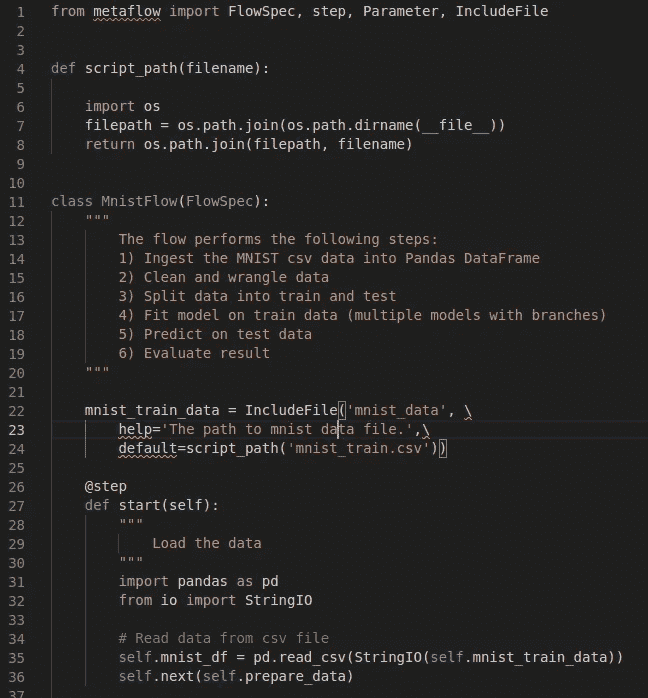 1 from metaflow import FlowSpec, step, Parameter, IncludeFile
2
3
4 def script_path(filename):
5
6     import os
7     filepath = os.path.join(os.path.dirname(__file__))
8     return os.path.join(filepath, filename)
9
10
11 class MnistFlow(FlowSpec):
12     """
13         The flow performs the following steps:
14         1) Ingest the MNIST csv data into Pandas DataFrame
15         2) Clean and wrangle data
16         3) Split data into train and test
17         4) Fit model on train data (multiple models with branches)
18         5) Predict on test data
19         6) Evaluate result
20     """
21
22     mnist_train_data = IncludeFile('mnist_data', \
23         help='The path to mnist data file.',\
24         default=script_path('mnist_train.csv'))
25
26     @step
27     def start(self):
28         """
29             Load the data
30         """
31         import pandas as pd
32         from io import StringIO
33
34         # Read data from csv file
35         self.mnist_df = pd.read_csv(StringIO(self.mnist_train_data))
36         self.next(self.prepare_data)
37